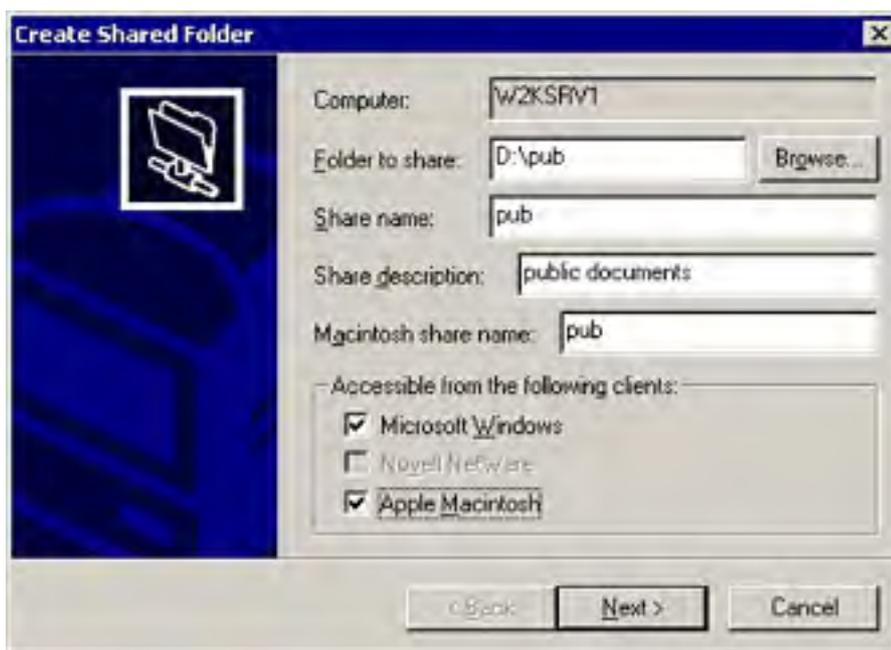 Create Shared Folder
Computer: W2KSRV1
Folder to share: D:\pub Browse...
Share name: pub
Share description: public documents
Macintosh share name: pub
Accessible from the following clients:
Microsoft Windows
Novell Netware
Apple Macintosh
< Back Next > Cancel